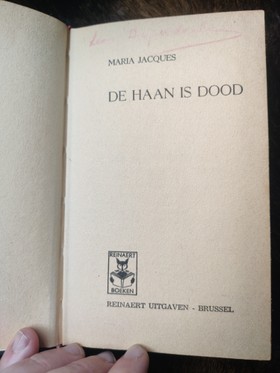 MARIA JACQUES
DE HAAN IS DOOD
REINAERT
BOEKEN
REINAERT UITGAVEN - BRUSSEL